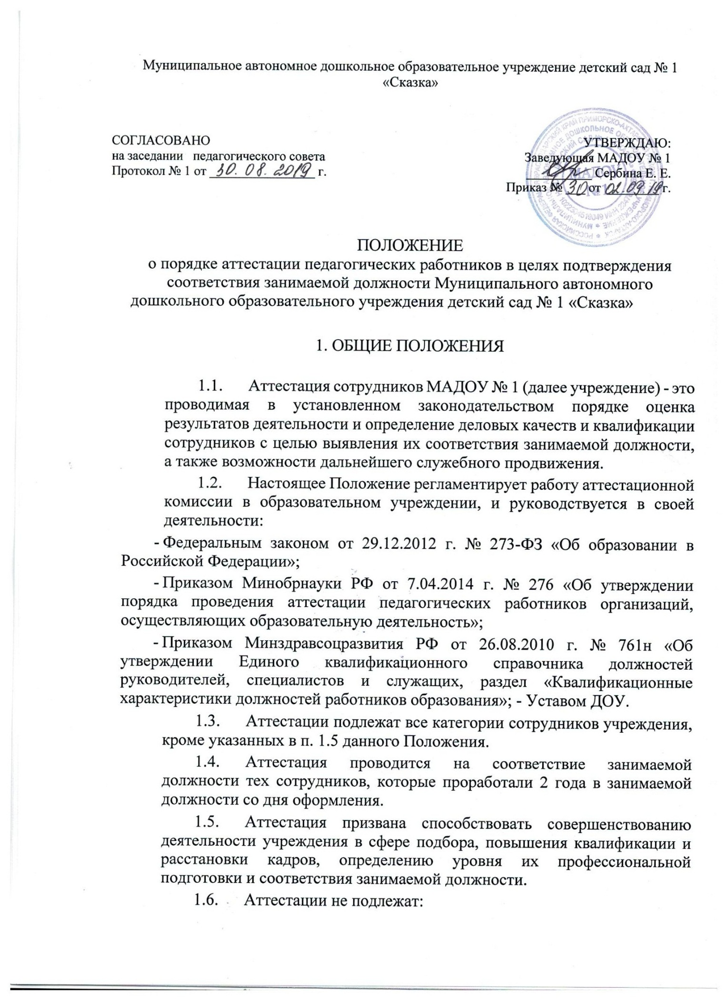 Муниципальное автономное дошкольное образовательное учреждение детский сад № 1
«Сказка»
СОГЛАСОВАНО
на заседании педагогического совета
Протокол № 1 от 30. 08. 2019 г.
УТВЕРЖДАЮ:
Заведующая МАДОУ № 1
Сербина Е. Е.
Приказ № 30 от 02.09.19 г.
МАДОУ
№ 1
ПОЛОЖЕНИЕ
о порядке аттестации педагогических работников в целях подтверждения
соответствия занимаемой должности Муниципального автономного
дошкольного образовательного учреждения детский сад № 1 «Сказка»
1. ОБЩИЕ ПОЛОЖЕНИЯ
1.1. Аттестация сотрудников МАДОУ № 1 (далее учреждение) - это
проводимая в установленном законодательством порядке оценка
результатов деятельности и определение деловых качеств и квалификации
сотрудников с целью выявления их соответствия занимаемой должности,
а также возможности дальнейшего служебного продвижения.
1.2. Настоящее Положение регламентирует работу аттестационной
комиссии в образовательном учреждении, и руководствуется в своей
деятельности:
- Федеральным законом от 29.12.2012 г. № 273-ФЗ «Об образовании в
Российской Федерации»;
- Приказом Минобрнауки РФ от 7.04.2014 г. № 276 «Об утверждении
порядка проведения аттестации педагогических работников организаций,
осуществляющих образовательную деятельность»;
- Приказом Минздравсоцразвития РФ от 26.08.2010 г. № 761н «Об
утверждении Единого квалификационного справочника должностей
руководителей, специалистов и служащих, раздел «Квалификационные
характеристики должностей работников образования»; - Уставом ДОУ.
1.3. Аттестации подлежат все категории сотрудников учреждения,
кроме указанных в п. 1.5 данного Положения.
1.4. Аттестация проводится на соответствие занимаемой
должности тех сотрудников, которые проработали 2 года в занимаемой
должности со дня оформления.
1.5. Аттестация призвана способствовать совершенствованию
деятельности учреждения в сфере подбора, повышения квалификации и
расстановки кадров, определению уровня их профессиональной
подготовки и соответствия занимаемой должности.
1.6. Аттестации не подлежат: